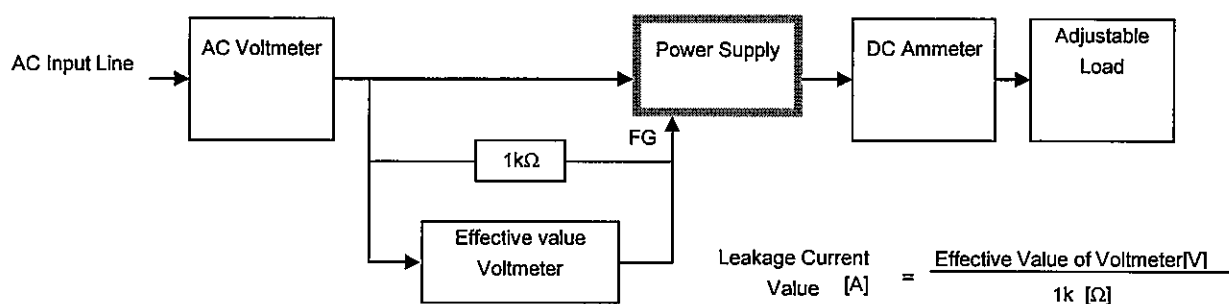 AC Input Line
AC Voltmeter
Power Supply
DC Ammeter
Adjustable
Load
FG
1kΩ
Effective value
Voltmeter
Leakage Current
Value [A]
=
Effective Value of Voltmeter[V]
1k [Ω]